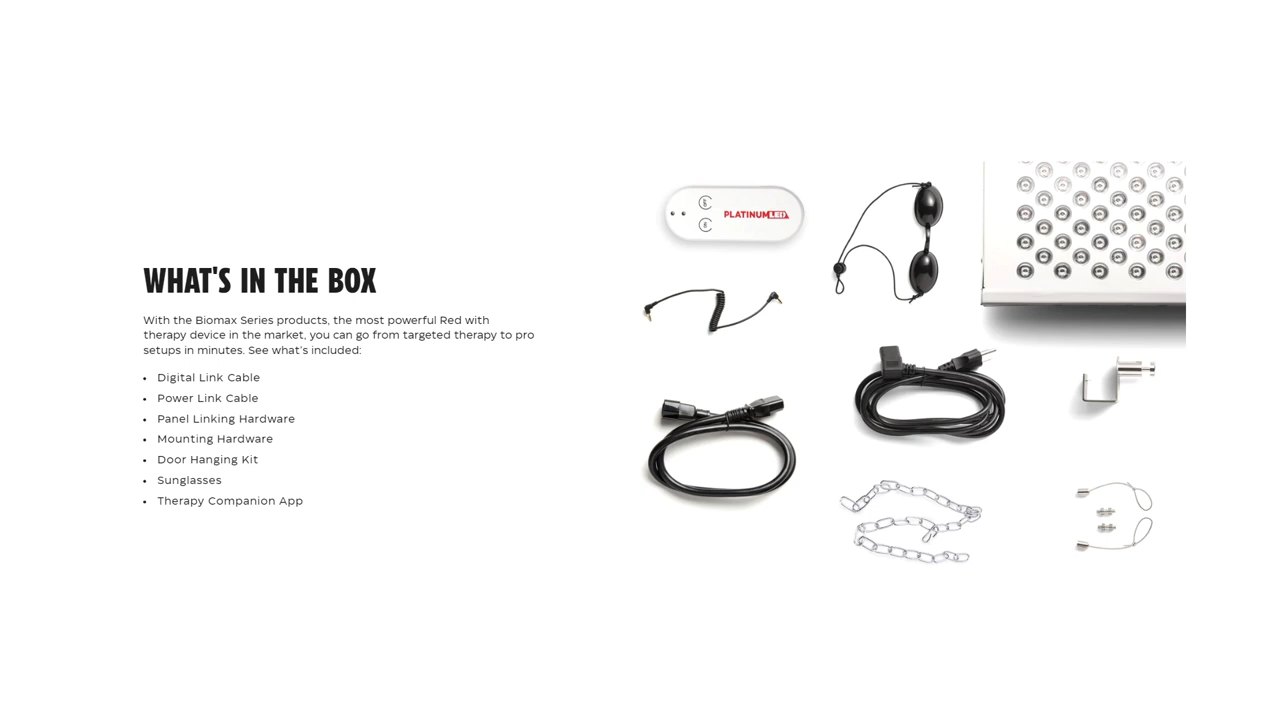 WHAT'S IN THE BOX
With the Biomax Series products, the most powerful Red with
therapy device in the market, you can go from targeted therapy to pro
setups in minutes. See what's included:
• Digital Link Cable
• Power Link Cable
• Panel Linking Hardware
• Mounting Hardware
• Door Hanging Kit
• Sunglasses
• Therapy Companion App
PLATINUMLED